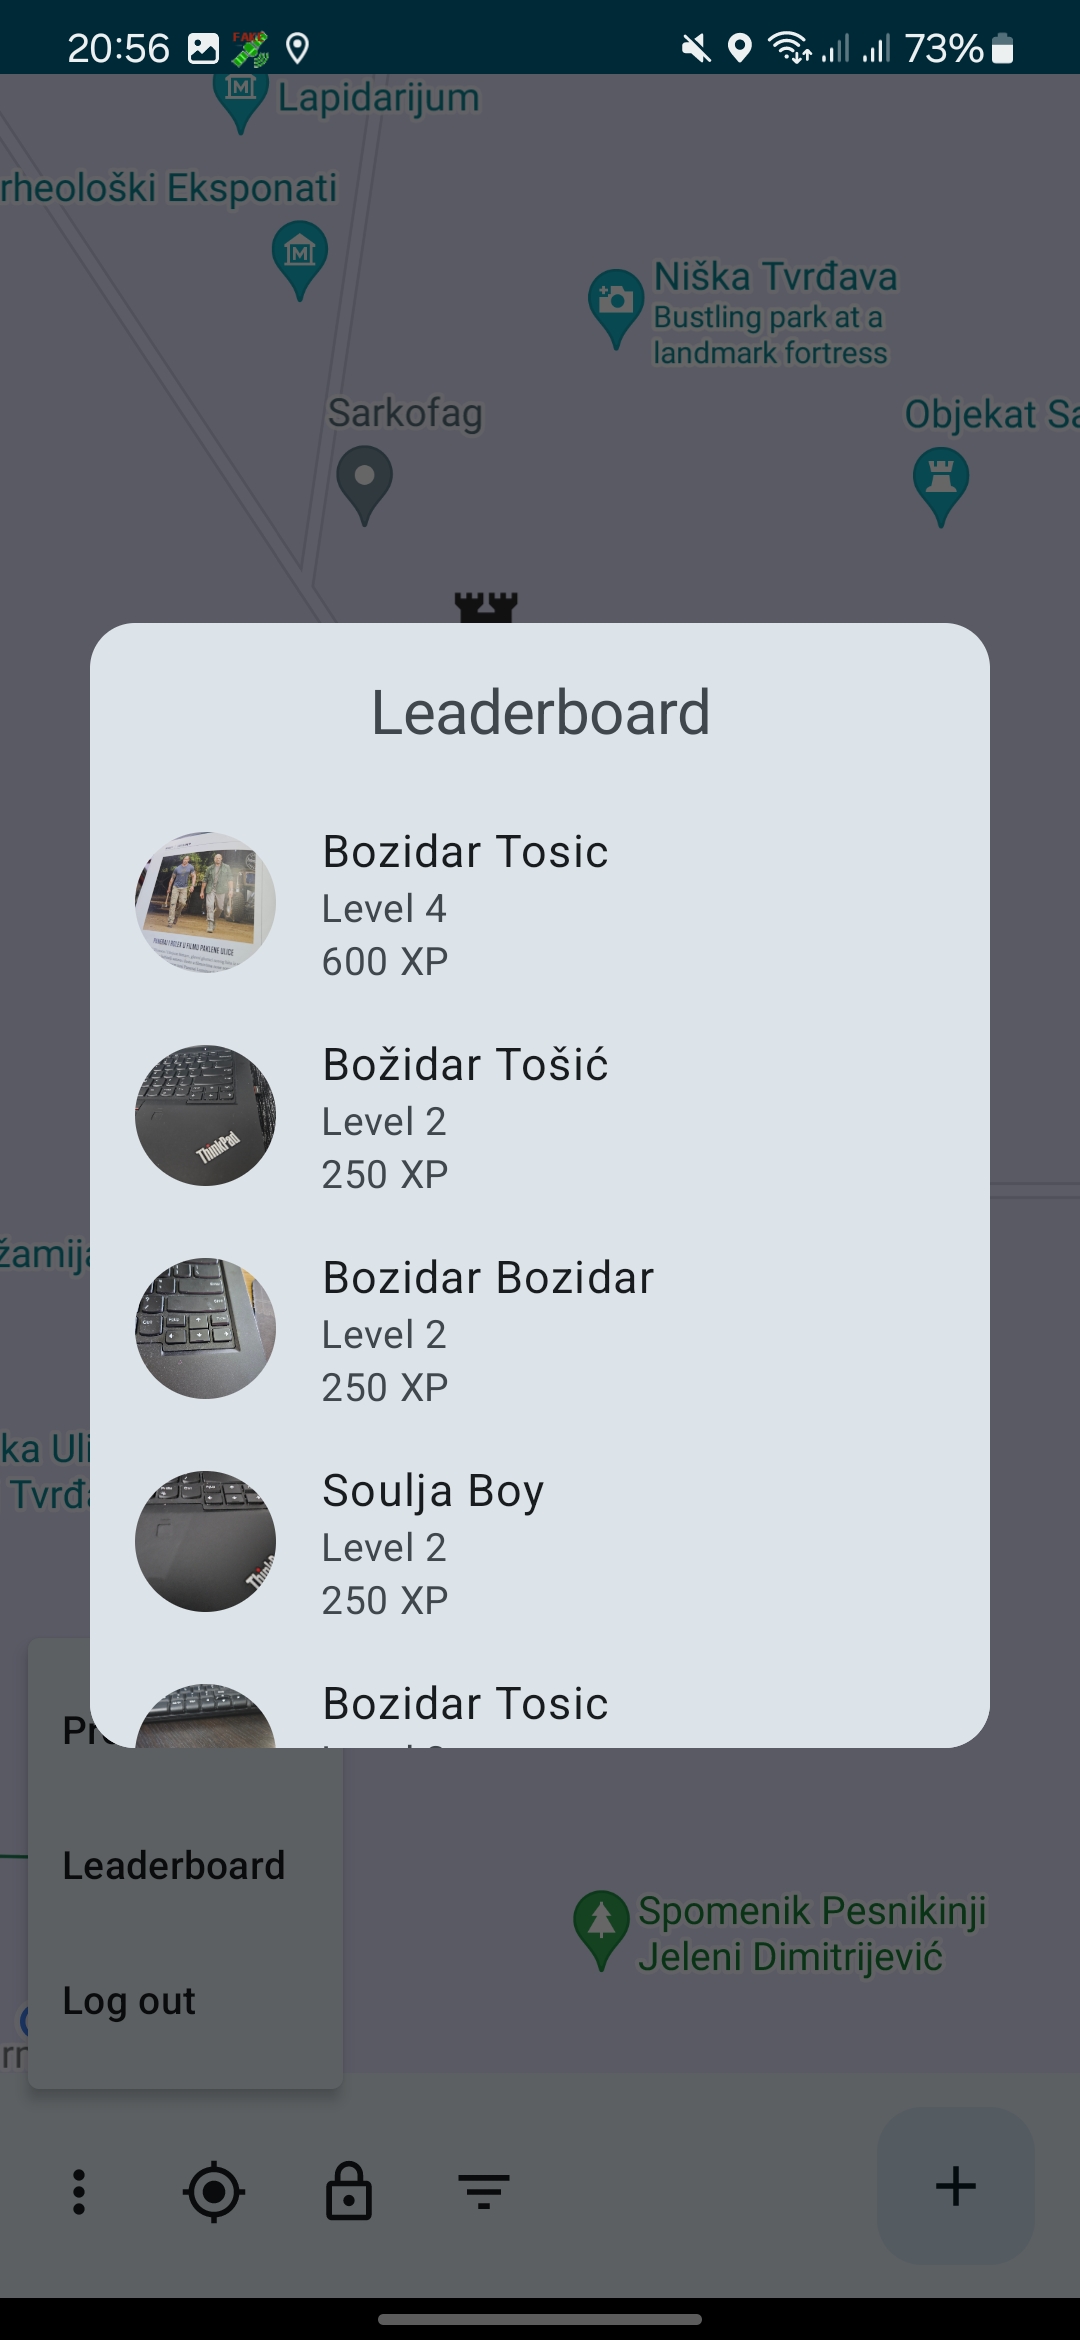 20:56
FAKE
73%
Lapidarijum
rheološki Eksponati
Niška Tvrđava
Bustling park at a
landmark fortress
Sarkofag
Objekat Sa
Leaderboard
Bozidar Tosic
Level 4
600 XP
Božidar Tošić
Level 2
250 XP
ThinkPad
Bozidar Bozidar
Level 2
250 XP
Soulja Boy
Level 2
250 XP
Bozidar Tosic
žamija
ka Uli
Tvrđa
Leaderboard
Log out
Spomenik Pesnikinji
Jeleni Dimitrijević